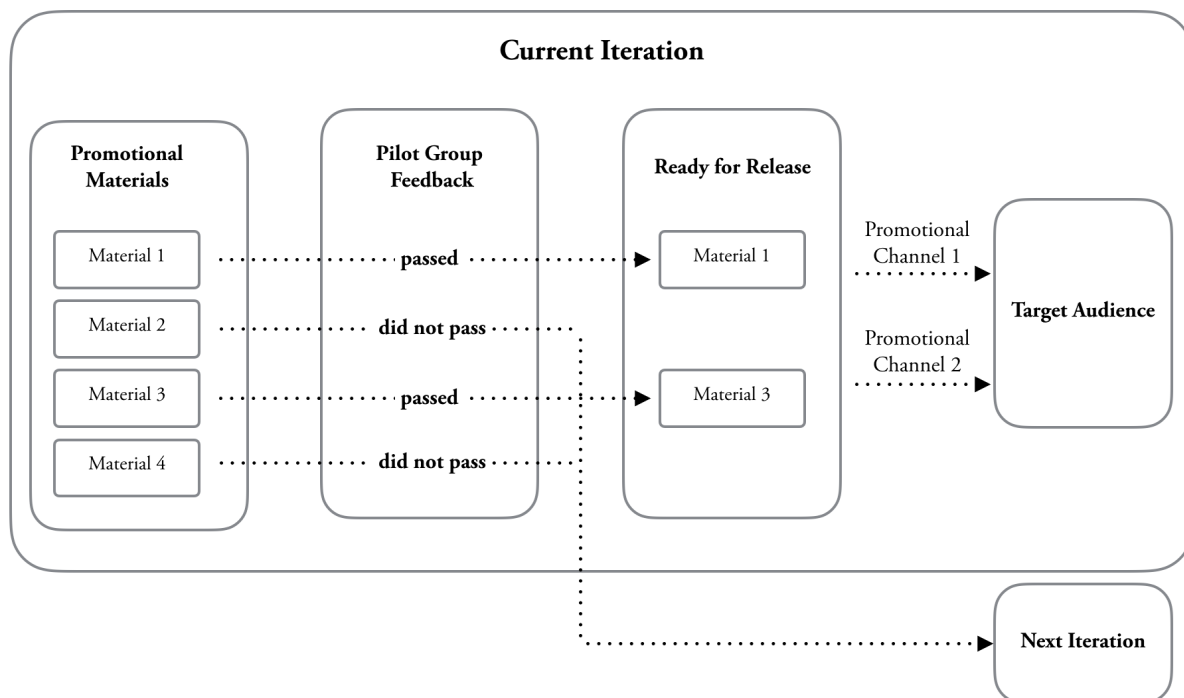 Current Iteration
Promotional
Materials
Material 1
Material 2
Material 3
Material 4
Pilot Group
Feedback
passed
did not pass
passed
did not pass
Ready for Release
Material 1
Material 3
Promotional
Channel 1
Promotional
Channel 2
Target Audience
Next Iteration